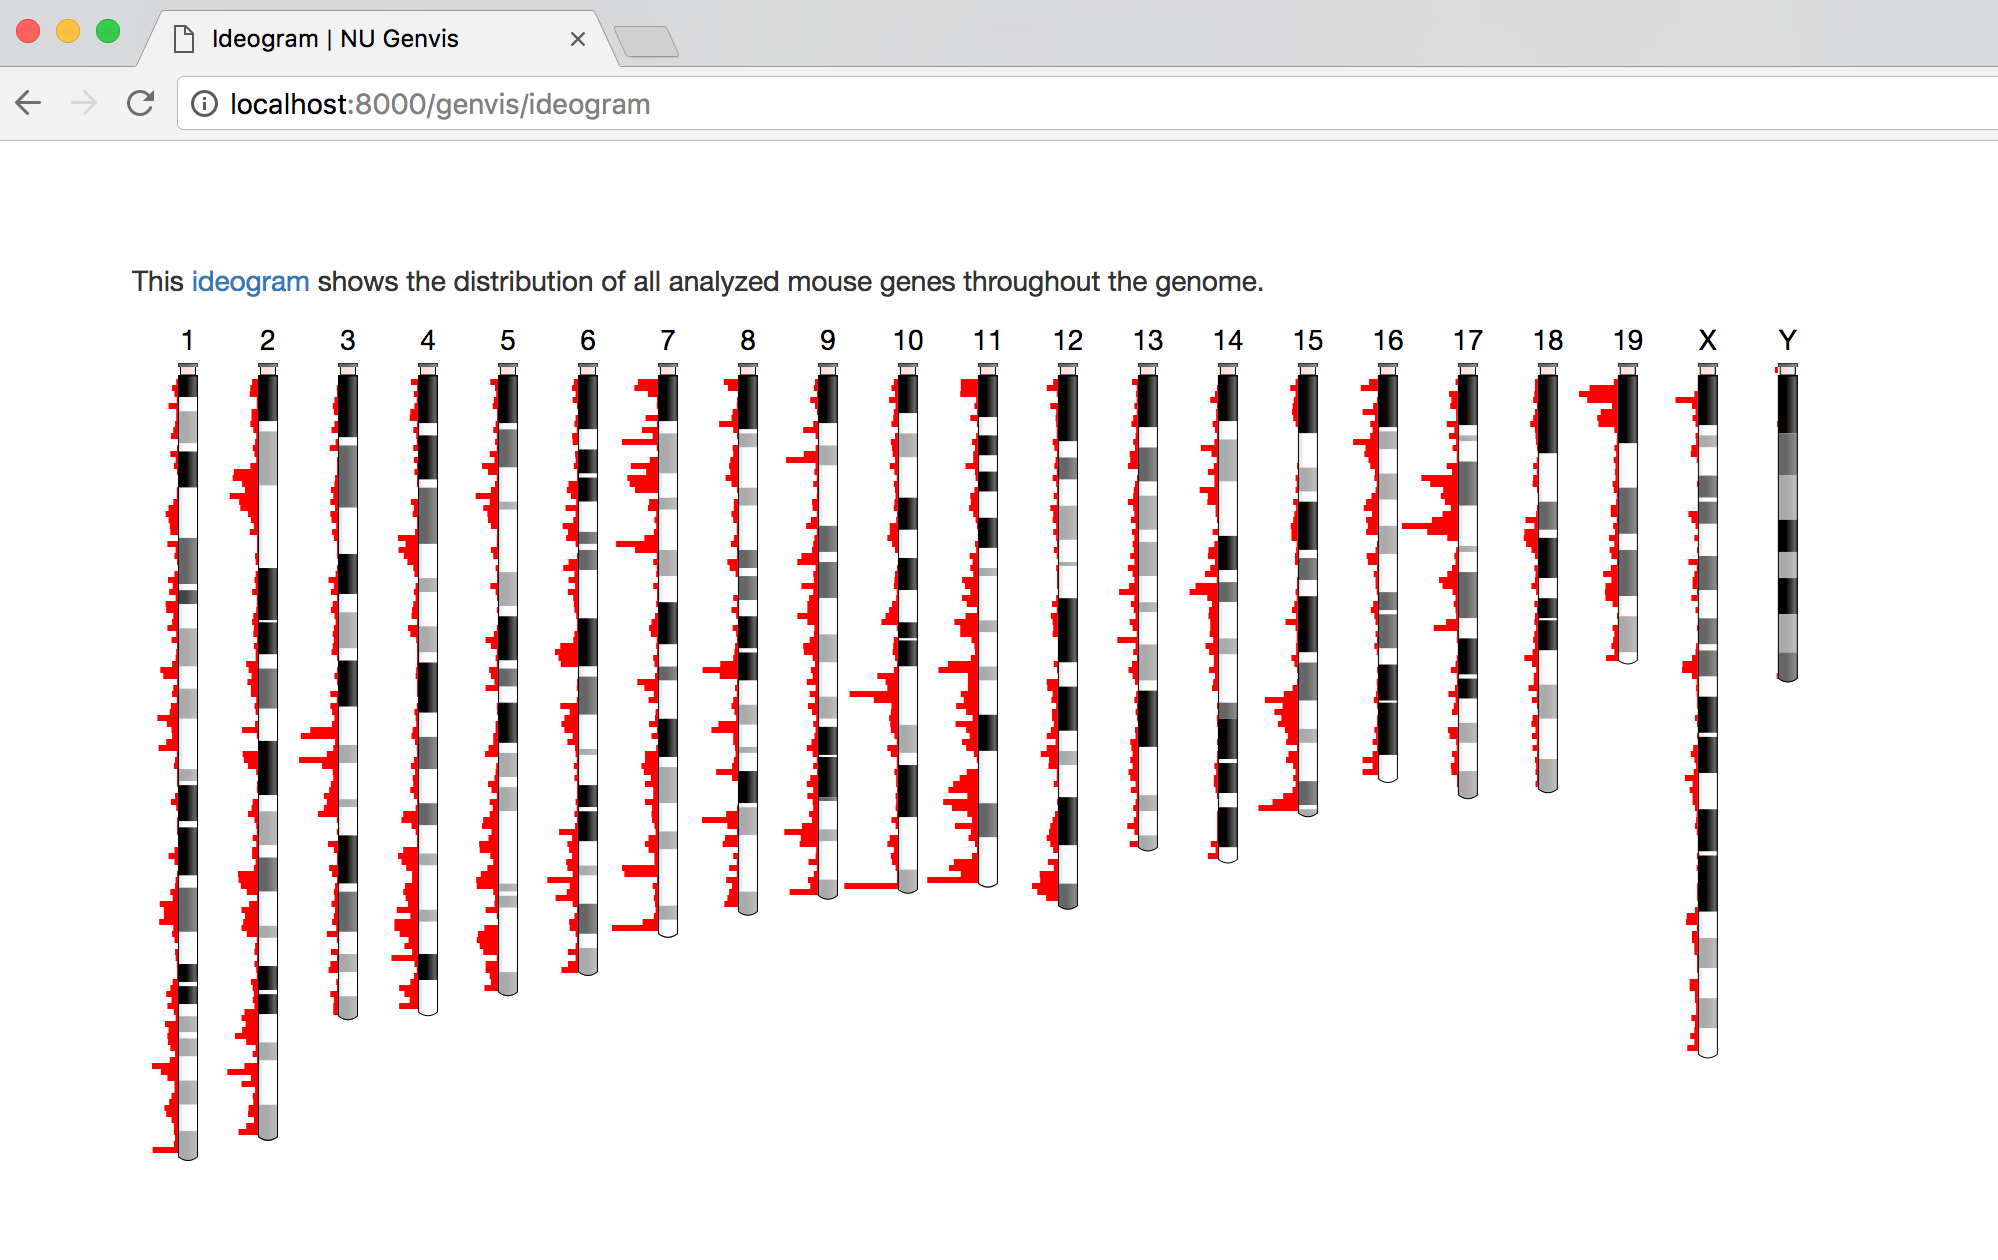 Ideogram | NU Genvis
localhost:8000/genvis/ideogram
This ideogram shows the distribution of all analyzed mouse genes throughout the genome.
1 2 3 4 5 6 7 8 9 10 11 12 13 14 15 16 17 18 19 X Y